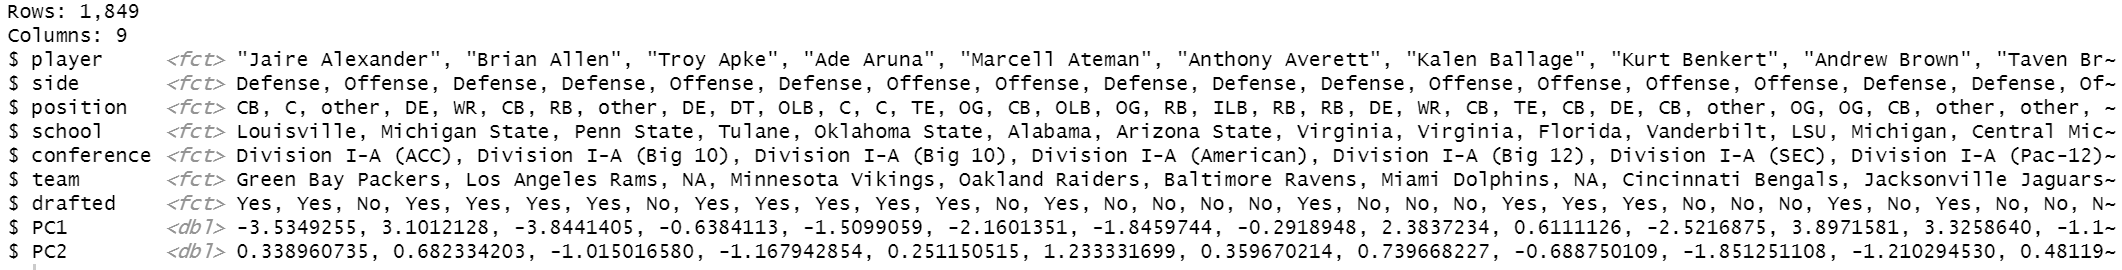 Rows: 1,849
Columns: 9
$ player     <fct> "Jaire Alexander", "Brian Allen", "Troy Apke", "Ade Aruna", "Marcell Ateman", "Anthony Averett", "Kalen Ballage", "Kurt Benkert", "Andrew Brown", "Taven Br~
$ side       <fct> Defense, Offense, Defense, Defense, Offense, Defense, Offense, Offense, Defense, Defense, Defense, Offense, Offense, Offense, Offense, Defense, Defense, Of~
$ position   <fct> CB, C, other, DE, WR, CB, RB, other, DE, DT, OLB, C, C, TE, OG, CB, OLB, OG, RB, ILB, RB, RB, DE, WR, CB, TE, CB, DE, CB, other, OG, OG, CB, other, other, ~
$ school     <fct> Louisville, Michigan State, Penn State, Tulane, Oklahoma State, Alabama, Arizona State, Virginia, Virginia, Florida, Vanderbilt, LSU, Michigan, Central Mic~
$ conference <fct> Division I-A (ACC), Division I-A (Big 10), Division I-A (Big 10), Division I-A (American), Division I-A (Big 12), Division I-A (SEC), Division I-A (Pac-12)~
$ team       <fct> Green Bay Packers, Los Angeles Rams, NA, Minnesota Vikings, Oakland Raiders, Baltimore Ravens, Miami Dolphins, NA, Cincinnati Bengals, Jacksonville Jaguars~
$ drafted    <fct> Yes, Yes, No, Yes, Yes, Yes, Yes, No, Yes, Yes, Yes, Yes, Yes, No, Yes, No, No, No, No, Yes, No, No, No, Yes, Yes, Yes, No, No, No, Yes, No, Yes, No, No, N~
$ PC1        <dbl> -3.5349255, 3.1012128, -3.8441405, -0.6384113, -1.5099059, -2.1601351, -1.8459744, -0.2918948, 2.3837234, 0.6111126, -2.5216875, 3.8971581, 3.3258640, -1.1~
$ PC2        <dbl> 0.338960735, 0.682334203, -1.015016580, -1.167942854, 0.251150515, 1.233331699, 0.359670214, 0.739668227, -0.688750109, -1.851251108, -1.210294530, 0.48119~